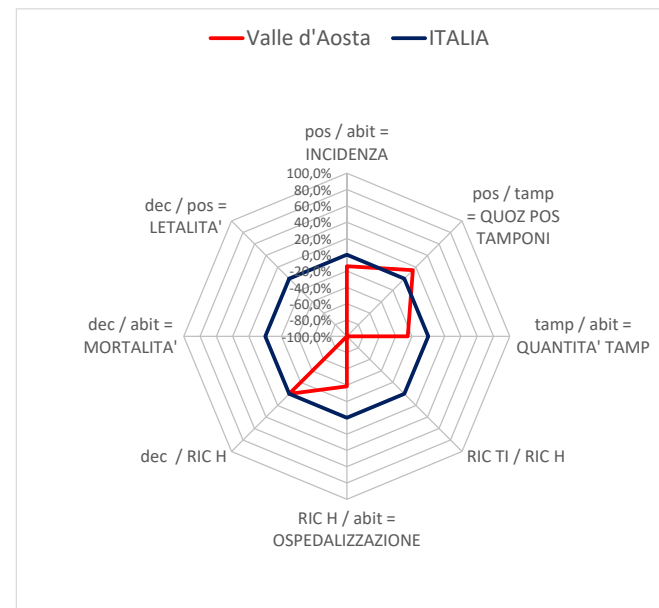 Valle d'Aosta ITALIA
pos / abit =
INCIDENZA
100,0%
80,0%
60,0%
40,0%
20,0%
0,0%
-20,0%
-40,0%
-60,0%
-80,0%
-100,0%
pos / tamp
= QUOZ POS
TAMPONI
tamp / abit =
QUANTITA' TAMP
RIC TI / RIC H
RIC H / abit =
OSPEDALIZZAZIONE
dec / RIC H
dec / abit =
MORTALITA'
dec / pos =
LETALITA'